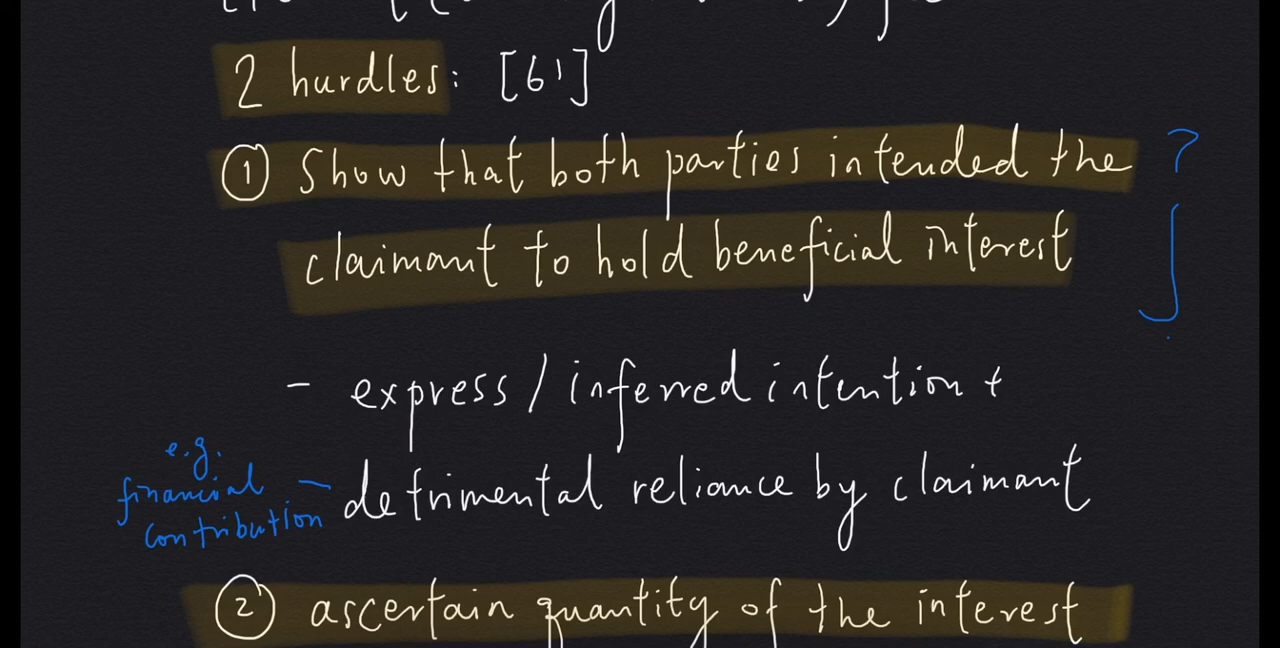 2 hurdles: [61]
① Show that both parties intended the ?
claimant to hold beneficial interest
- express / inferred intention +
e.g.
financial
contribution
- detrimental reliance by claimant
② ascertain quantity of the interest